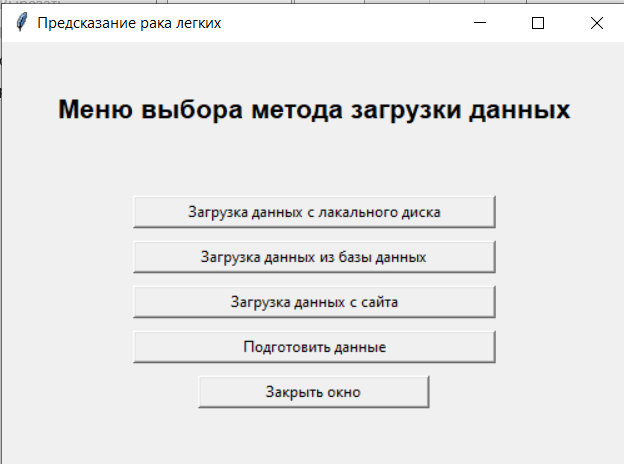 Предсказание рака легких
Меню выбора метода загрузки данных
Загрузка данных с лакального диска
Загрузка данных из базы данных
Загрузка данных с сайта
Подготовить данные
Закрыть окно